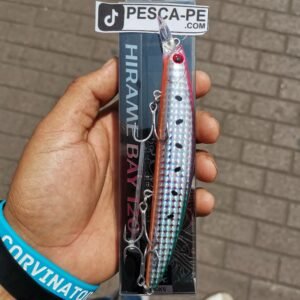 PESCA-PE
.COM
HIRAME BAY 120
CORVINATO